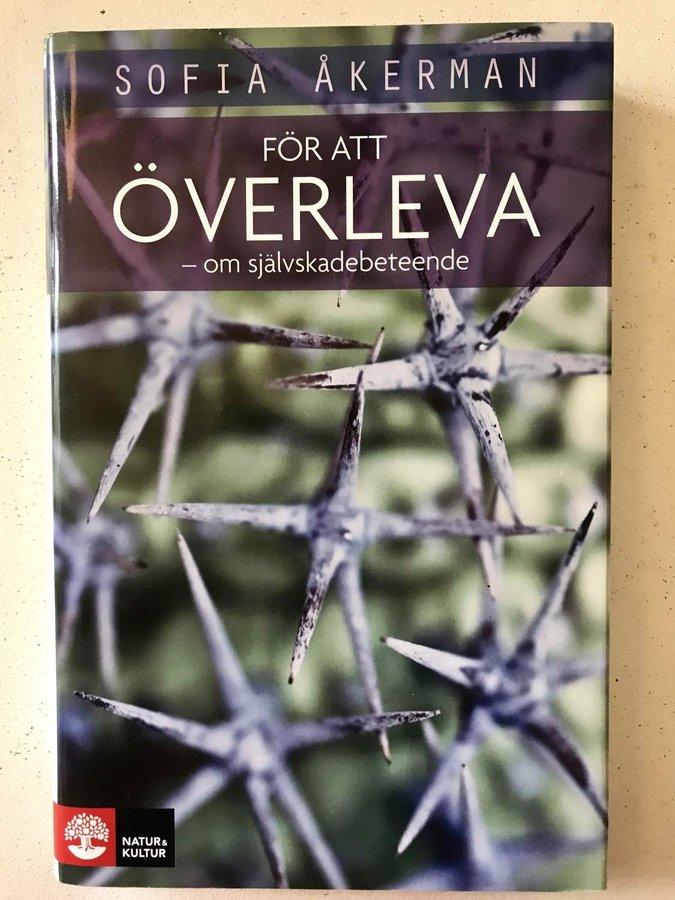 SOFIA ÅKERMAN
FÖR ATT
ÖVERLEVA
– om självskadebeteende
NATUR&
KULTUR